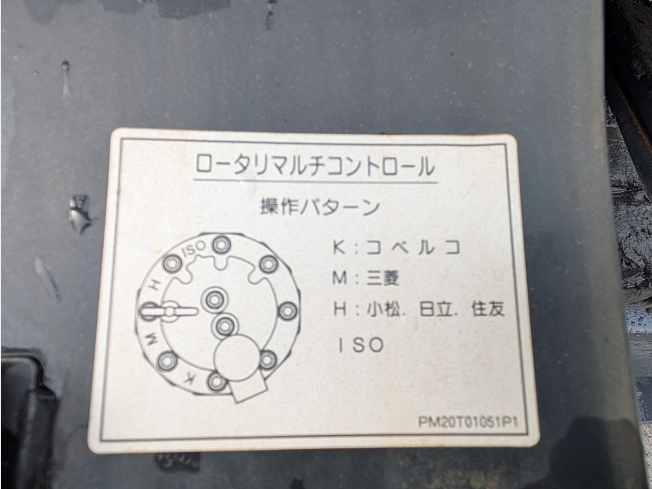 ロータリマルチコントロール
操作パターン
K：コベルコ
M：三菱
H：小松．日立．住友
ISO
ISO
H
M
K
PM20T01051P1